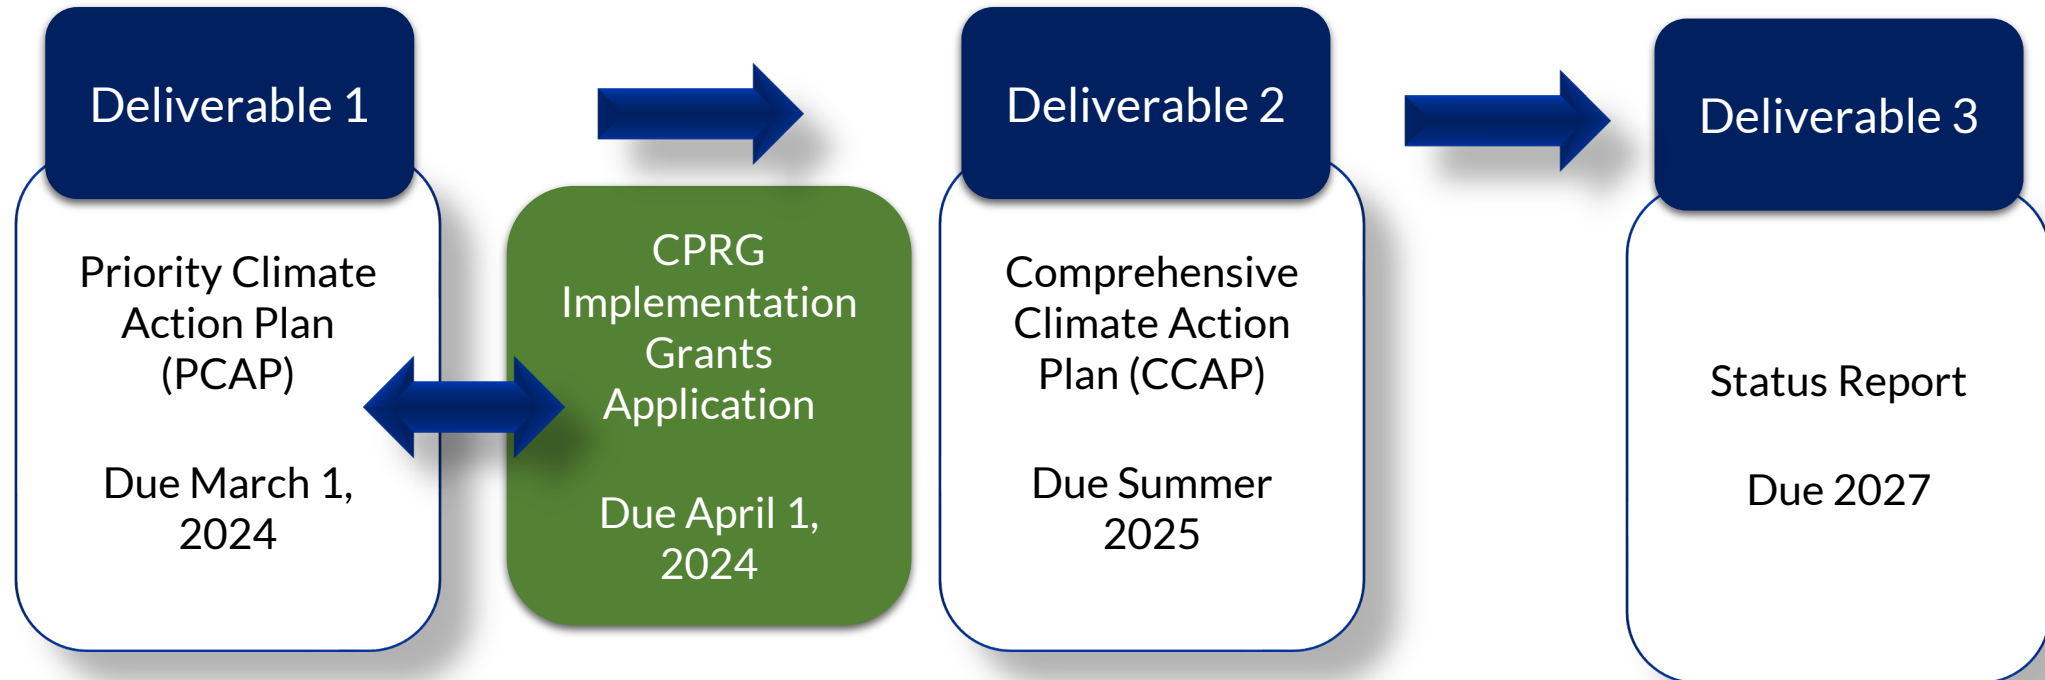 Deliverable 1
Priority Climate
Action Plan
(PCAP)
Due March 1,
2024
CPRG
Implementation
Grants
Application
Due April 1,
2024
Deliverable 2
Comprehensive
Climate Action
Plan (CCAP)
Due Summer
2025
Deliverable 3
Status Report
Due 2027